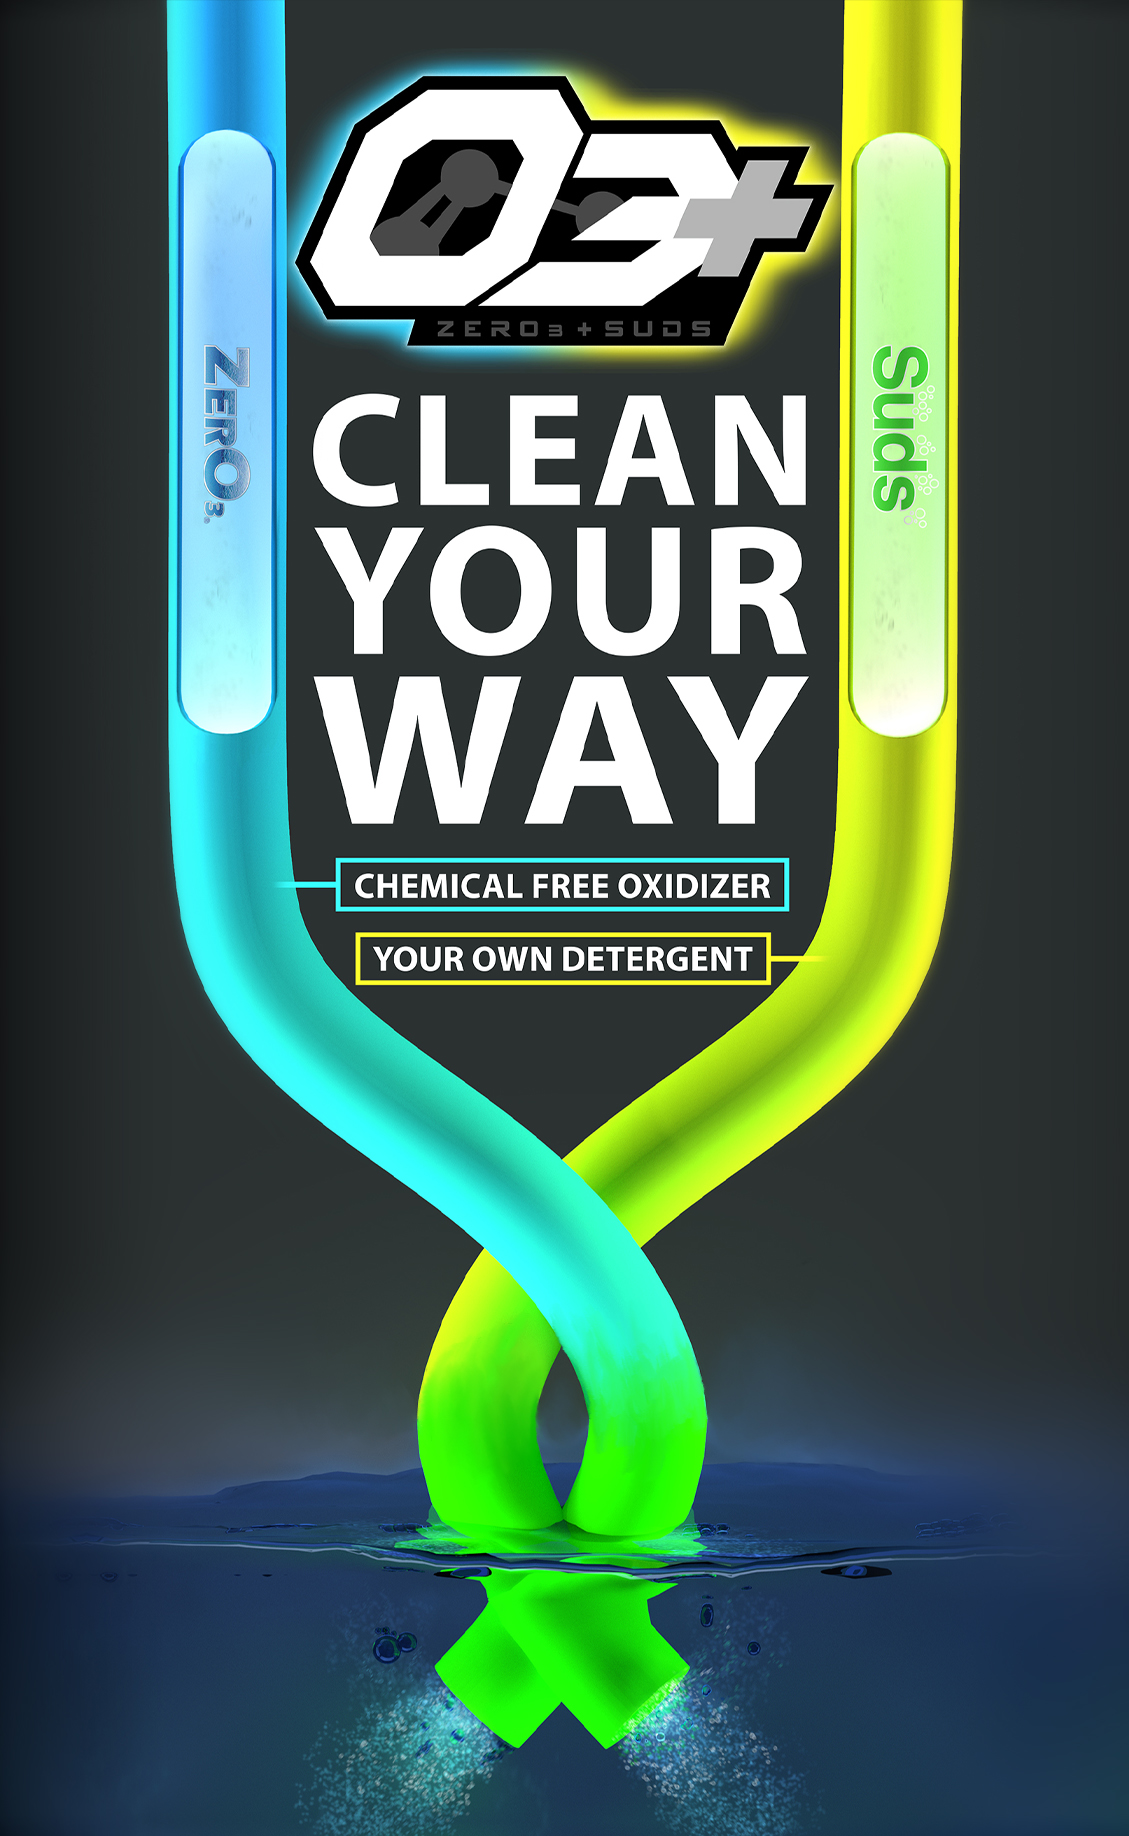 O3+
ZERO3+SUDS
ZERO3
Suds
CLEAN
YOUR
WAY
CHEMICAL FREE OXIDIZER
YOUR OWN DETERGENT